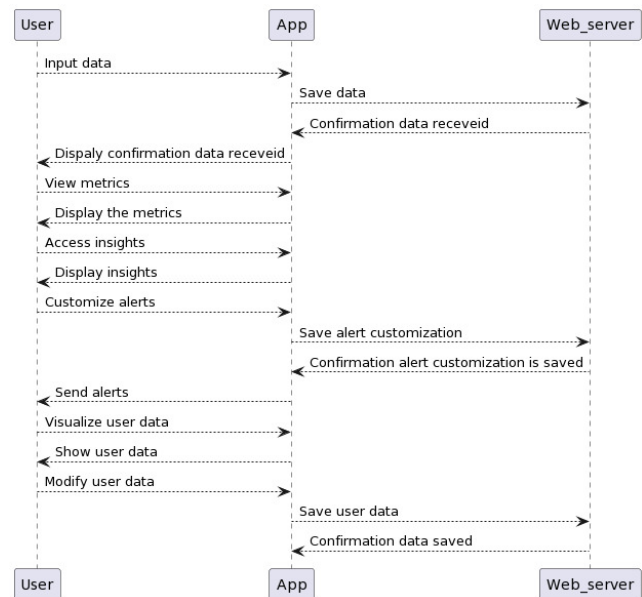 User App Web_server
Input data
Save data
Confirmation data receveid
Dispaly confirmation data receveid
View metrics
Display the metrics
Access insights
Display insights
Customize alerts
Save alert customization
Confirmation alert customization is saved
Send alerts
Visualize user data
Show user data
Modify user data
Save user data
Confirmation data saved
User App Web_server